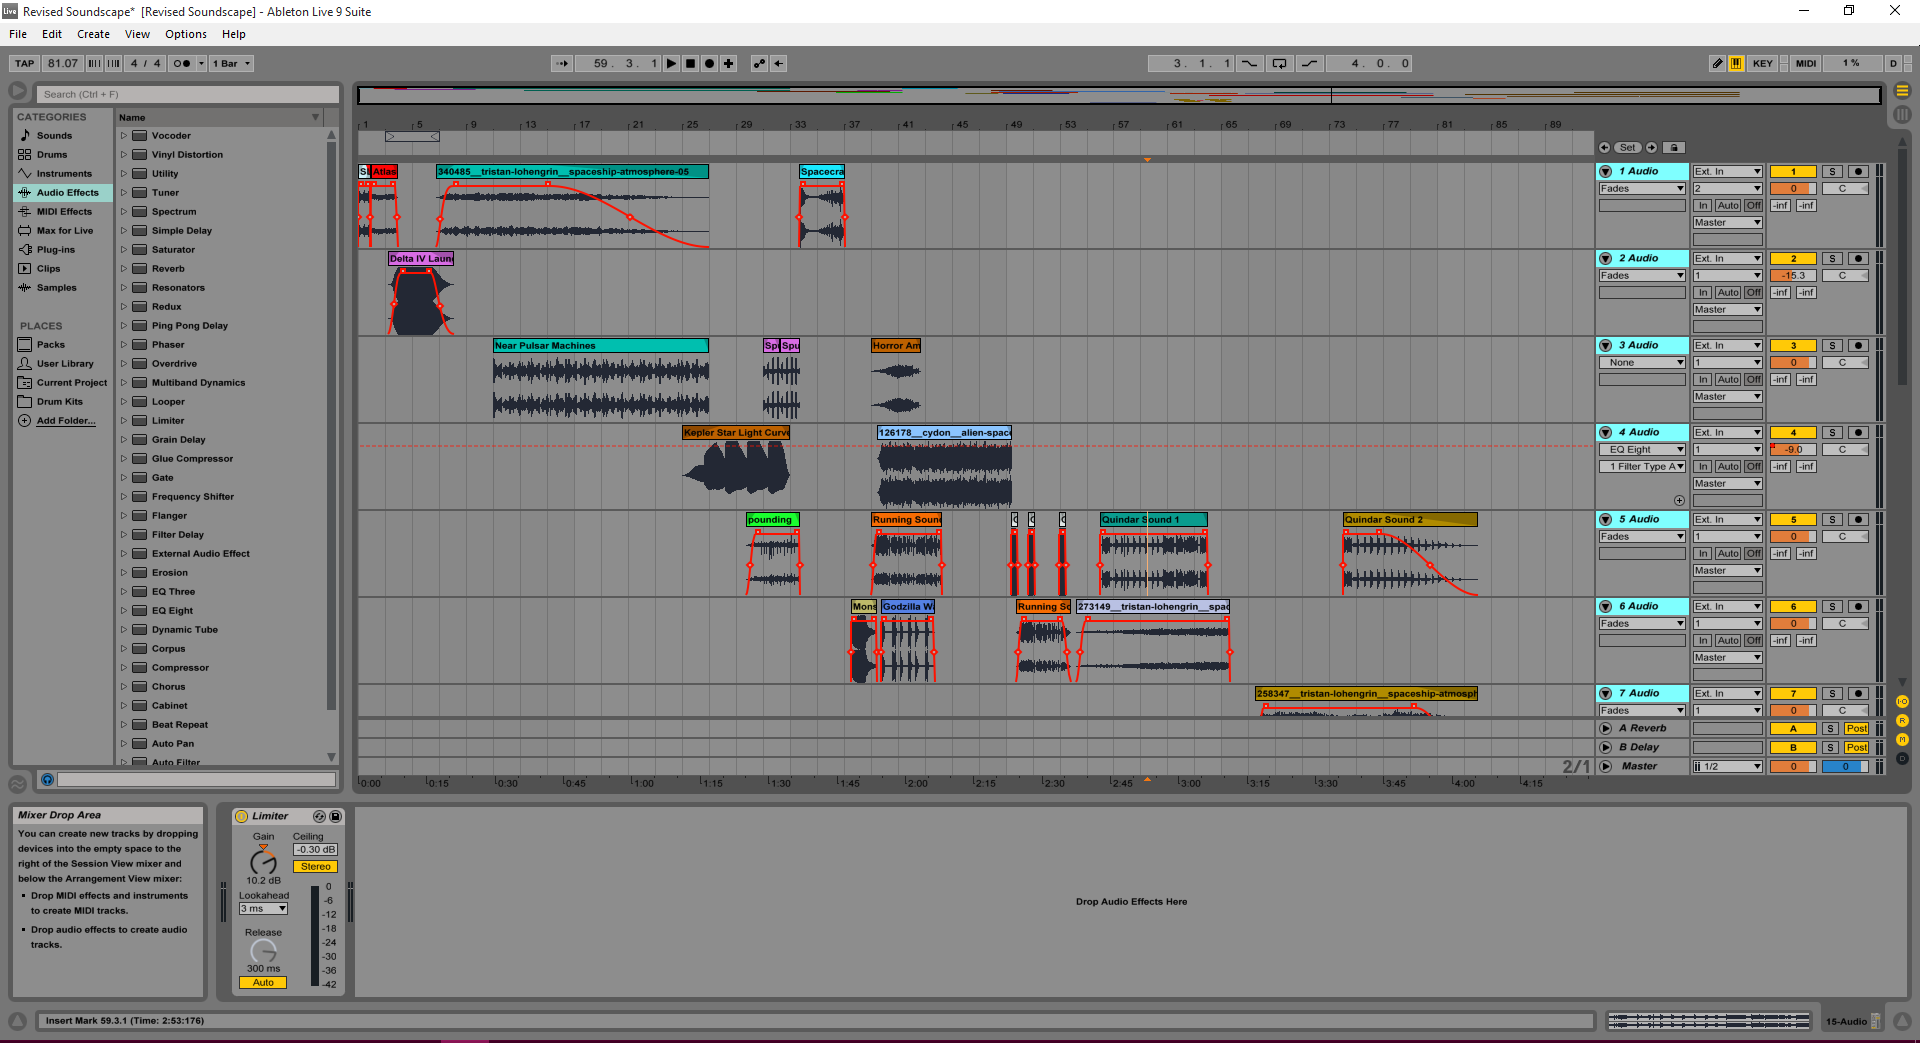 Live Revised Soundscape* [Revised Soundscape] - Ableton Live 9 Suite
File Edit Create View Options Help
TAP 81.07 4 / 4 1 Bar 59. 3. 1 3. 1. 1 4. 0. 0 KEY MIDI 1 % D
Search (Ctrl + F)
CATEGORIES
Sounds
Drums
Instruments
Audio Effects
MIDI Effects
Max for Live
Plug-ins
Clips
Samples
PLACES
Packs
User Library
Current Project
Drum Kits
Add Folder...
Name
Vocoder
Vinyl Distortion
Utility
Tuner
Spectrum
Simple Delay
Saturator
Reverb
Resonators
Redux
Ping Pong Delay
Phaser
Overdrive
Multiband Dynamics
Looper
Limiter
Grain Delay
Glue Compressor
Gate
Frequency Shifter
Flanger
Filter Delay
External Audio Effect
Erosion
EQ Three
EQ Eight
Dynamic Tube
Corpus
Compressor
Chorus
Cabinet
Beat Repeat
Auto Pan
Auto Filter
1 5 9 13 17 21 25 29 33 37 41 45 49 53 57 61 65 69 73 77 81 85 89
Set
Atlas 340485__tristan-lohengrin__spaceship-atmosphere-05 Spacecra
1 Audio Ext. In 1 S
Fades 2 0 C
In Auto Off -inf -inf
Master
Delta IV Laun
2 Audio Ext. In 2 S
Fades 1 -15.3 C
In Auto Off -inf -inf
Master
Near Pulsar Machines Spu Horror Am
3 Audio Ext. In 3 S
None 1 0 C
In Auto Off -inf -inf
Master
Kepler Star Light Curve 126178__cydon__alien-spac
4 Audio Ext. In 4 S
EQ Eight 1 -9.0 C
1 Filter Type A In Auto Off -inf -inf
Master
pounding Running Soun Quindar Sound 1 Quindar Sound 2
5 Audio Ext. In 5 S
Fades 1 0 C
In Auto Off -inf -inf
Master
Mons Godzilla W Running So 273149__tristan-lohengrin__spac
6 Audio Ext. In 6 S
Fades 1 0 C
In Auto Off -inf -inf
Master
258347__tristan-lohengrin__spaceship-atmosph
7 Audio Ext. In 7 S
Fades 1 0 C
A Reverb A S Post
B Delay B S Post
2/1 Master 1/2 0 0
0:00 0:15 0:30 0:45 1:00 1:15 1:30 1:45 2:00 2:15 2:30 2:45 3:00 3:15 3:30 3:45 4:00 4:15
Mixer Drop Area
You can create new tracks by dropping
devices into the empty space to the
right of the Session View mixer and
below the Arrangement View mixer:
Drop MIDI effects and instruments
to create MIDI tracks.
Drop audio effects to create audio
tracks.
Limiter
Gain Ceiling
-0.30 dB
Stereo
10.2 dB
Lookahead
3 ms
Release
300 ms
Auto
0
-6
-12
-18
-24
-30
-36
-42
Drop Audio Effects Here
Insert Mark 59.3.1 (Time: 2:53:176)
15-Audio